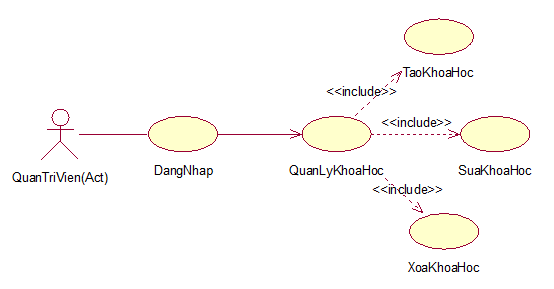 TaoKhoaHoc
<<include>>
<<include>>
QuanTriVien(Act)
DangNhap
QuanLyKhoaHoc
SuaKhoaHoc
<<include>>
XoaKhoaHoc